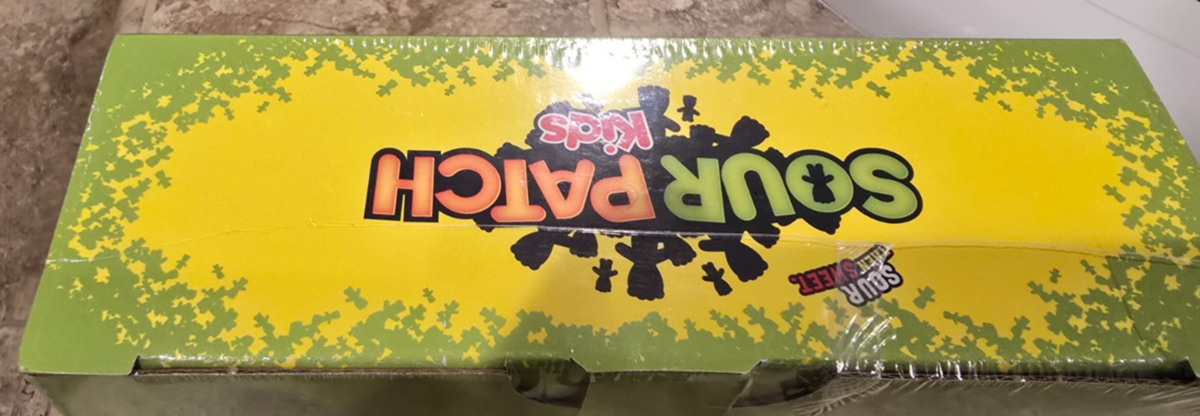 SOUR PATCH
Kids
SOUR
THEN SWEET.